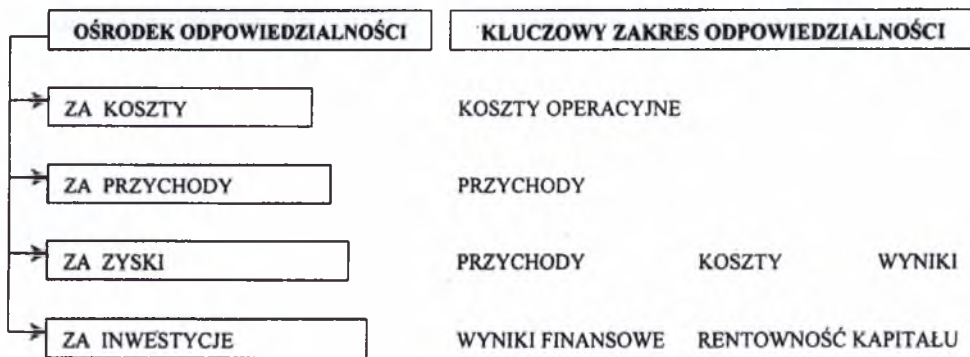 OŚRODEK ODPOWIEDZIALNOŚCI KLUCZOWY ZAKRES ODPOWIEDZIALNOŚCI
ZA KOSZTY KOSZTY OPERACYJNE
ZA PRZYCHODY PRZYCHODY
ZA ZYSKI PRZYCHODY KOSZTY WYNIKI
ZA INWESTYCJE WYNIKI FINANSOWE RENTOWNOŚĆ KAPITAŁU